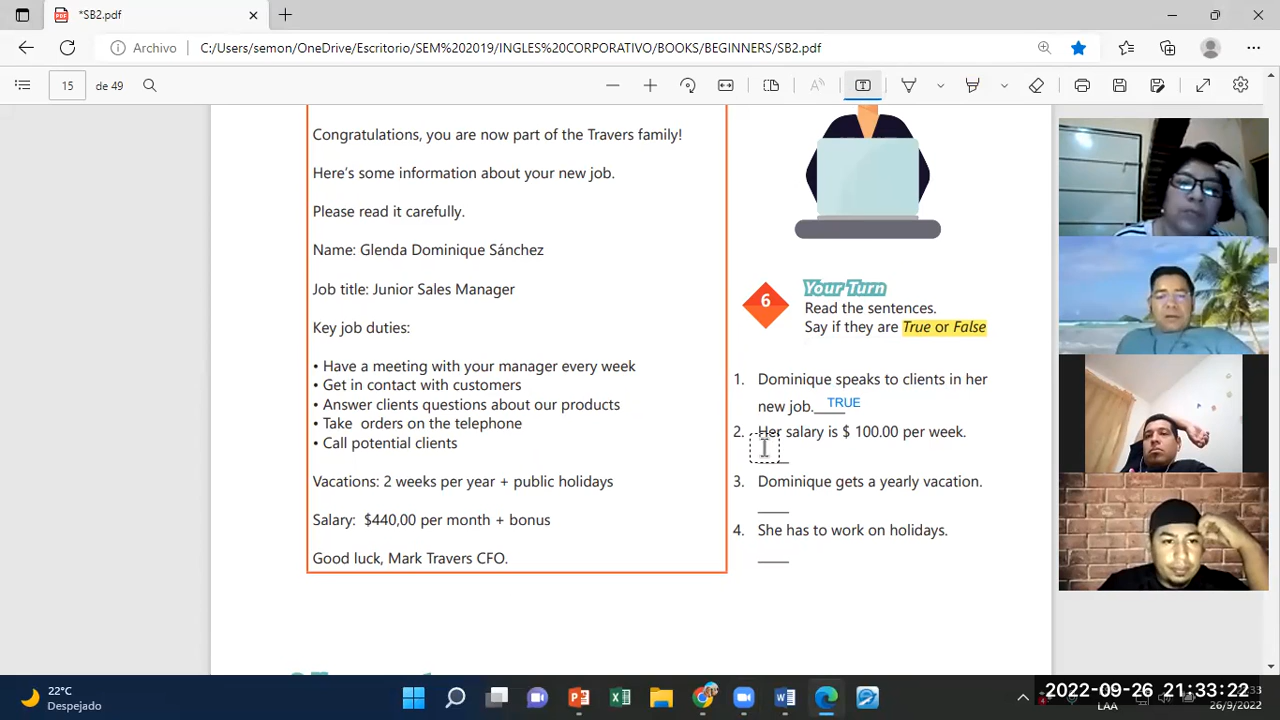 *SB2.pdf
Archivo
C:/Users/semon/OneDrive/Escritorio/SEM%202019/INGLES%20CORPORATIVO/BOOKS/BEGINNERS/SB2.pdf
15 de 49
Congratulations, you are now part of the Travers family!
Here's some information about your new job.
Please read it carefully.
Name: Glenda Dominique Sánchez
Job title: Junior Sales Manager
Key job duties:
• Have a meeting with your manager every week
• Get in contact with customers
• Answer clients questions about our products
• Take orders on the telephone
• Call potential clients
Vacations: 2 weeks per year + public holidays
Salary: $440,00 per month + bonus
Good luck, Mark Travers CFO.
6
Your Turn
Read the sentences.
Say if they are True or False
1. Dominique speaks to clients in her
new job.____ TRUE
2. Her salary is $ 100.00 per week.
3. Dominique gets a yearly vacation.
____
4. She has to work on holidays.
____
22°C
Despejado
2022-09-26 21:33:22
LAA
26/9/2022